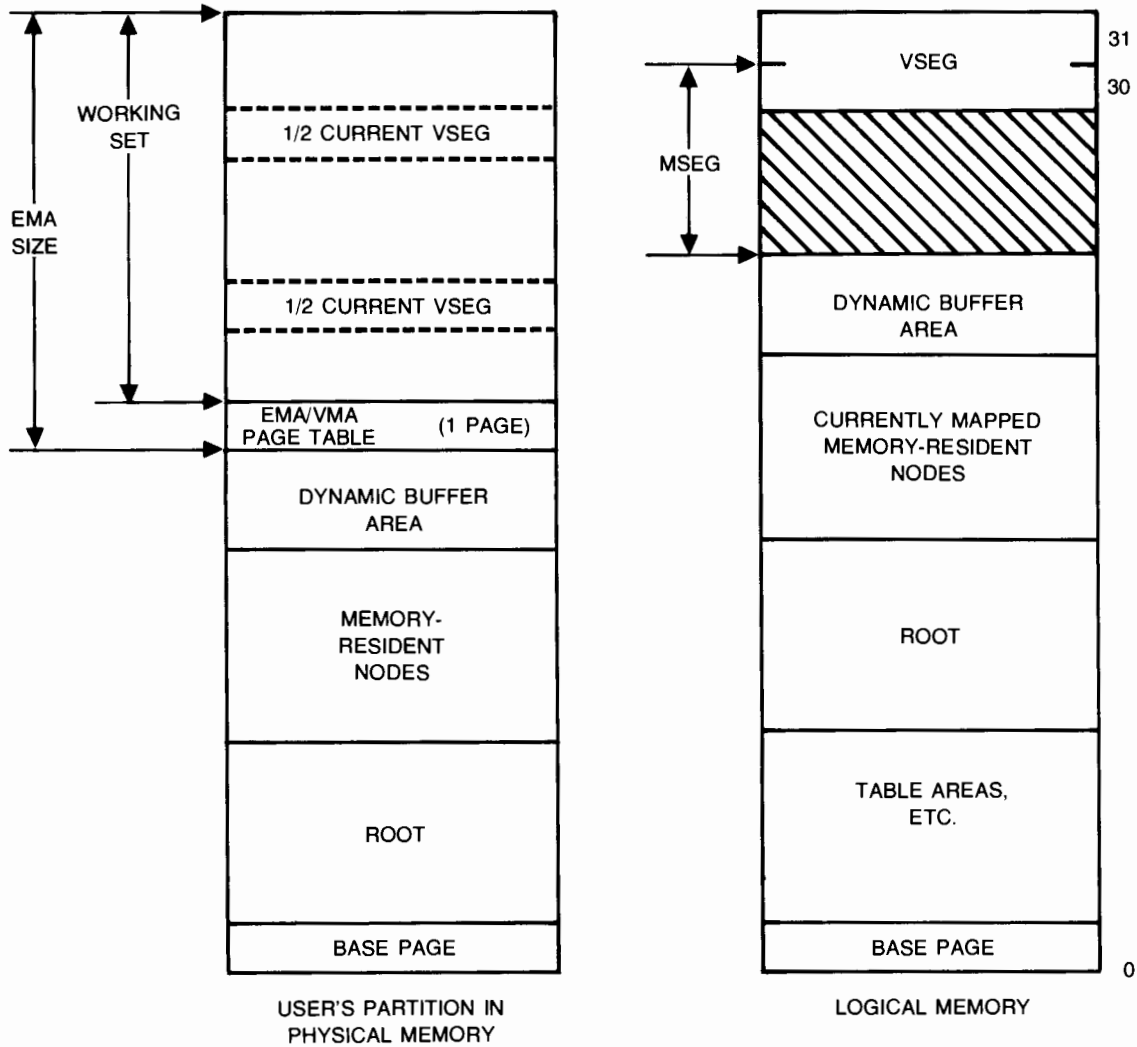 WORKING
SET
EMA
SIZE
1/2 CURRENT VSEG
1/2 CURRENT VSEG
EMA/VMA
PAGE TABLE
(1 PAGE)
DYNAMIC BUFFER
AREA
MEMORY-
RESIDENT
NODES
ROOT
BASE PAGE
USER'S PARTITION IN
PHYSICAL MEMORY
31
VSEG
30
MSEG
DYNAMIC BUFFER
AREA
CURRENTLY MAPPED
MEMORY-RESIDENT
NODES
ROOT
TABLE AREAS,
ETC.
BASE PAGE
0
LOGICAL MEMORY